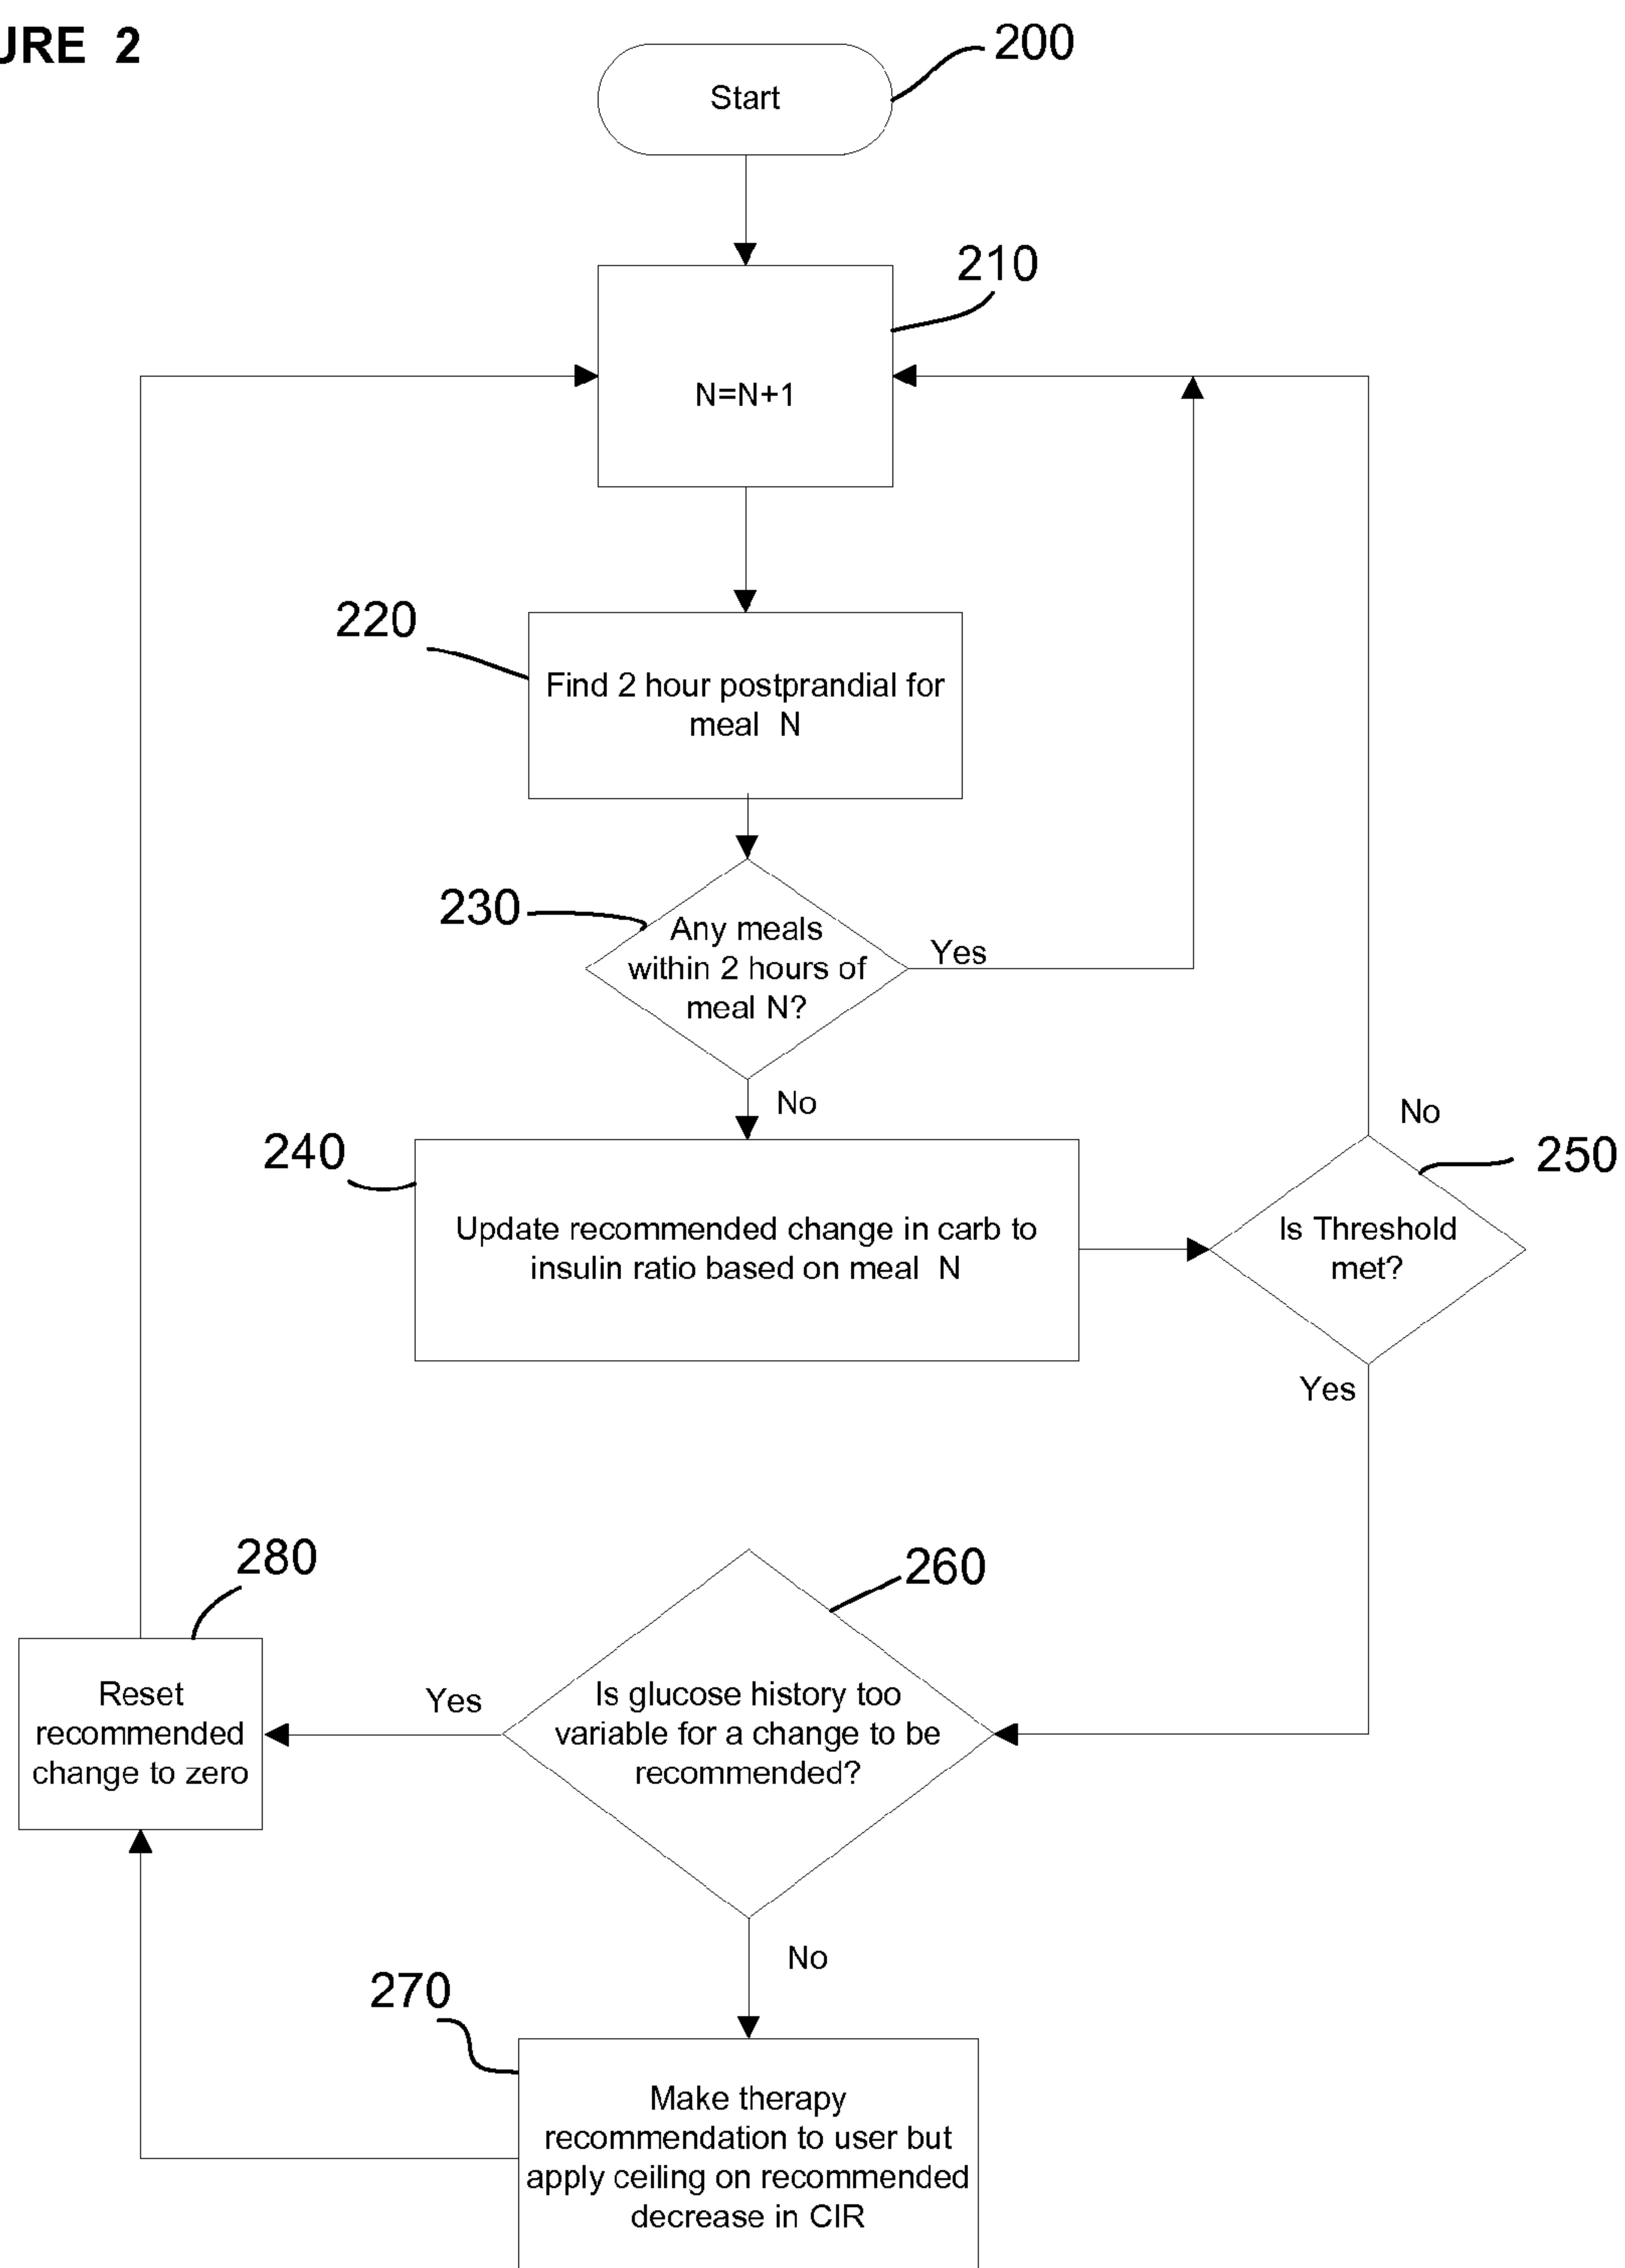 URE 2
200
Start
210
N=N+1
220
Find 2 hour postprandial for
meal N
230
Any meals
within 2 hours of
meal N?
Yes
No
240
Update recommended change in carb to
insulin ratio based on meal N
No
250
Is Threshold
met?
Yes
280
260
Reset
recommended
change to zero
Yes
Is glucose history too
variable for a change to be
recommended?
No
270
Make therapy
recommendation to user but
apply ceiling on recommended
decrease in CIR